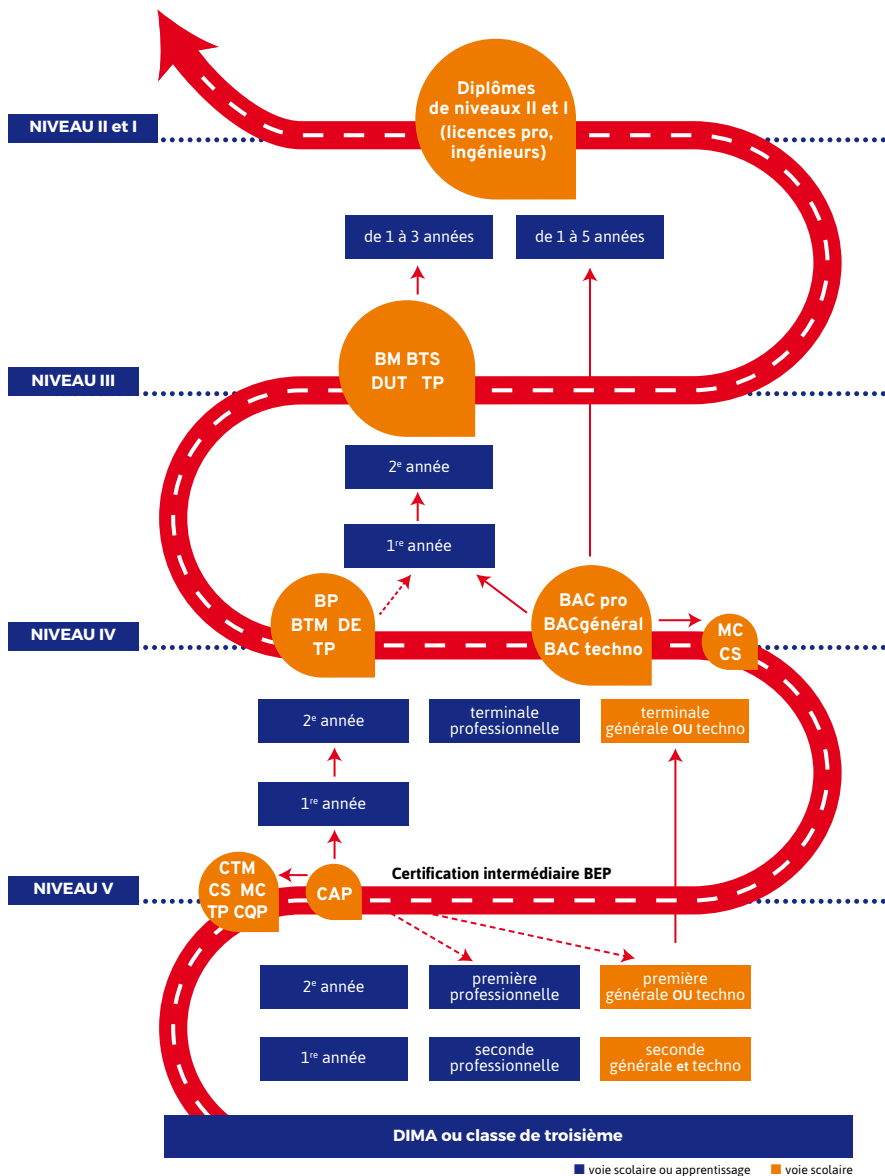 Diplômes
de niveaux II et I
(licences pro,
ingénieurs)
NIVEAU II et I
de 1 à 3 années
de 1 à 5 années
BM BTS
DUT TP
NIVEAU III
2e année
1re année
BP
BTM DE
TP
BAC pro
BACgénéral
BAC techno
MC
CS
NIVEAU IV
2e année
terminale
professionnelle
terminale
générale OU techno
1re année
CTM
CS MC
TP CQP
CAP
Certification intermédiaire BEP
NIVEAU V
2e année
première
professionnelle
première
générale OU techno
1re année
seconde
professionnelle
seconde
générale et techno
DIMA ou classe de troisième
voie scolaire ou apprentissage
voie scolaire